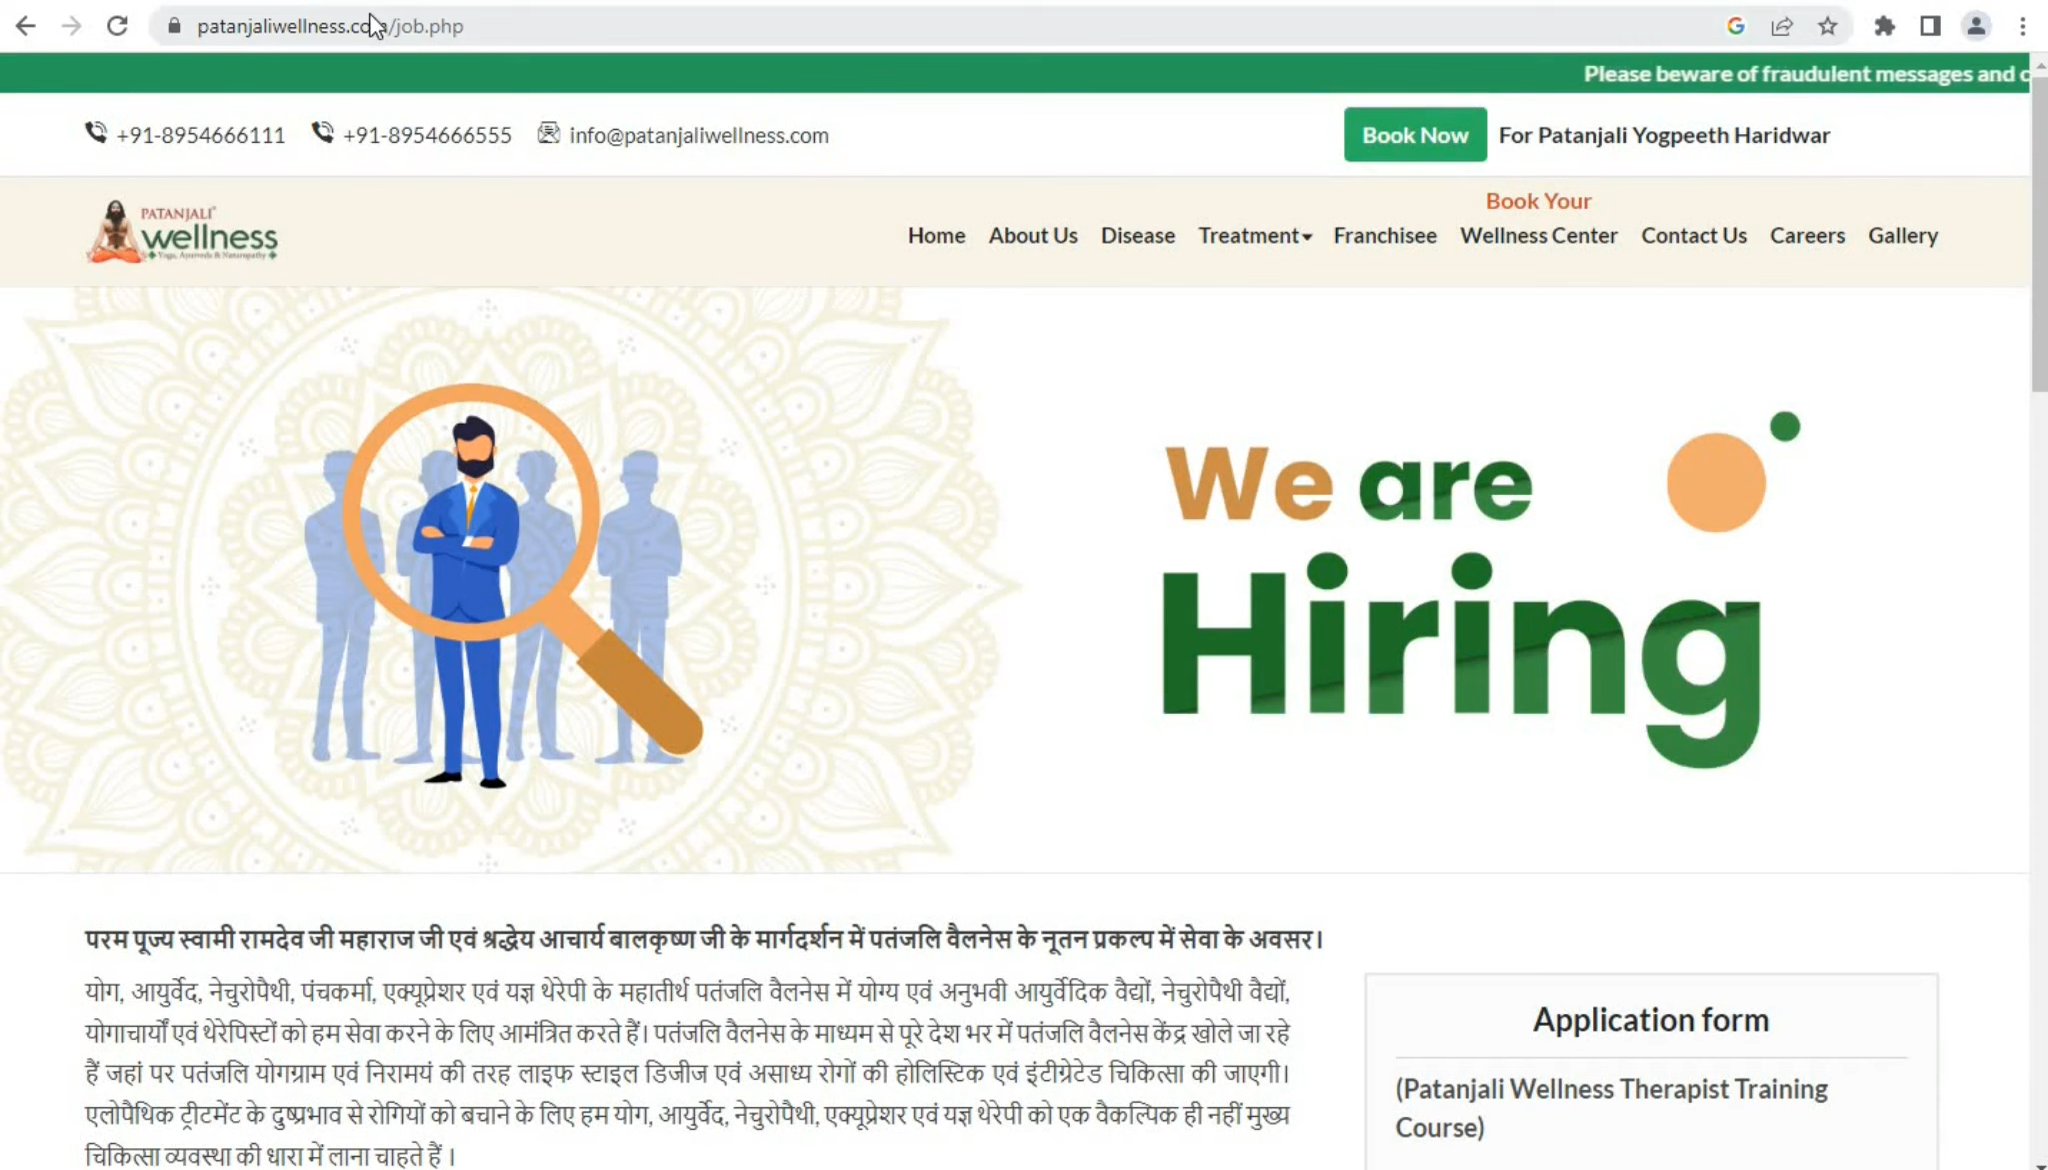 patanjaliwellness.com/job.php
Please beware of fraudulent messages and
+91-8954666111 +91-8954666555 info@patanjaliwellness.com Book Now For Patanjali Yogpeeth Haridwar
PATANJALI
wellness
Yoga, Ayurveda & Naturopathy
Book Your
Home About Us Disease Treatment Franchisee Wellness Center Contact Us Careers Gallery
We are
Hiring
परम पूज्य स्वामी रामदेव जी महाराज जी एवं श्रद्धेय आचार्य बालकृष्ण जी के मार्गदर्शन में पतंजलि वैलनेस के नूतन प्रकल्प में सेवा के अवसर।
योग, आयुर्वेद, नेचुरोपैथी, पंचकर्मा, एक्यूप्रेशर एवं यज्ञ थेरेपी के महातीर्थ पतंजलि वैलनेस में योग्य एवं अनुभवी आयुर्वेदिक वैद्यों, नेचुरोपैथी वैद्यों,
योगाचार्यों एवं थेरेपिस्टों को हम सेवा करने के लिए आमंत्रित करते हैं। पतंजलि वैलनेस के माध्यम से पूरे देश भर में पतंजलि वैलनेस केंद्र खोले जा रहे
हैं जहां पर पतंजलि योगग्राम एवं निरामयं की तरह लाइफ स्टाइल डिजीज एवं असाध्य रोगों की होलिस्टिक एवं इंटीग्रेटेड चिकित्सा की जाएगी।
एलोपैथिक ट्रीटमेंट के दुष्प्रभाव से रोगियों को बचाने के लिए हम योग, आयुर्वेद, नेचुरोपैथी, एक्यूप्रेशर एवं यज्ञ थेरेपी को एक वैकल्पिक ही नहीं मुख्य
चिकित्सा व्यवस्था की धारा में लाना चाहते हैं ।
Application form
(Patanjali Wellness Therapist Training
Course)